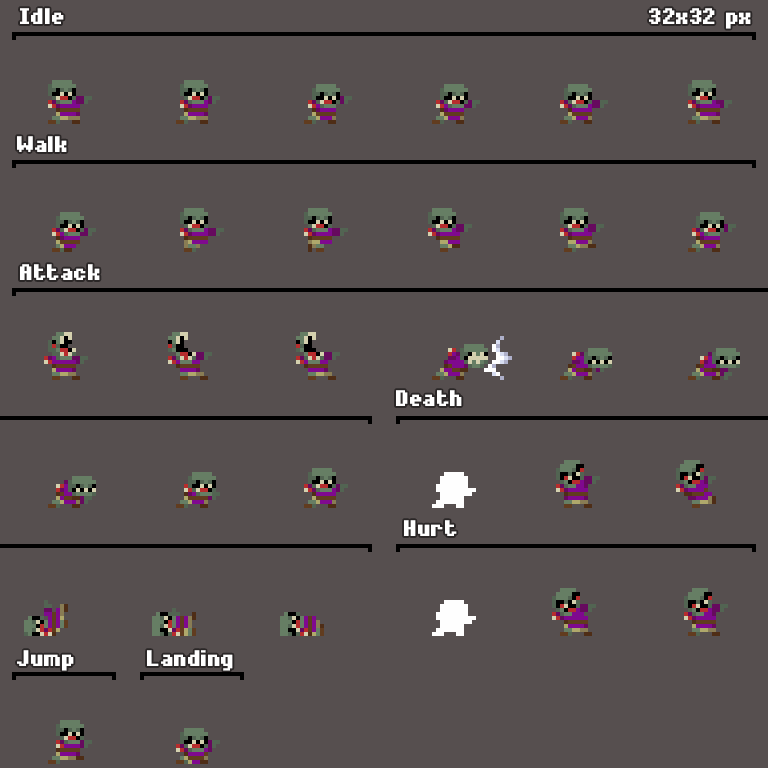 Idle
32x32 px
Walk
Attack
Death
Hurt
Jump
Landing